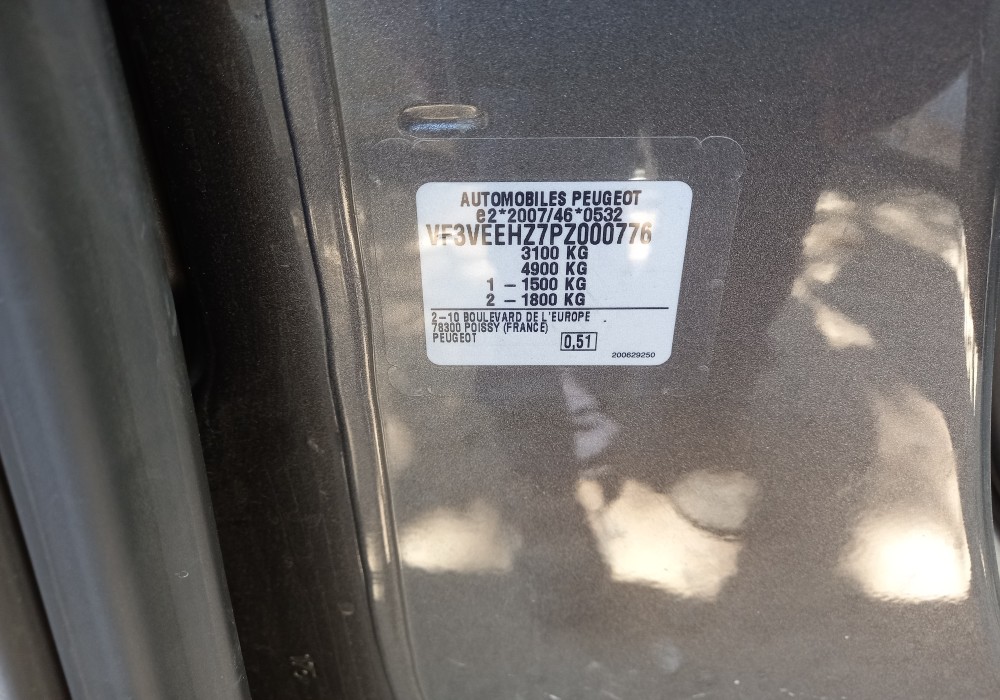 AUTOMOBILES PEUGEOT
e2*2007/46*0532
VF3VEEHZ7PZ000776
3100 KG
4900 KG
1 – 1500 KG
2 – 1800 KG
2–10 BOULEVARD DE L'EUROPE
78300 POISSY (FRANCE)
PEUGEOT
0,51
200629250